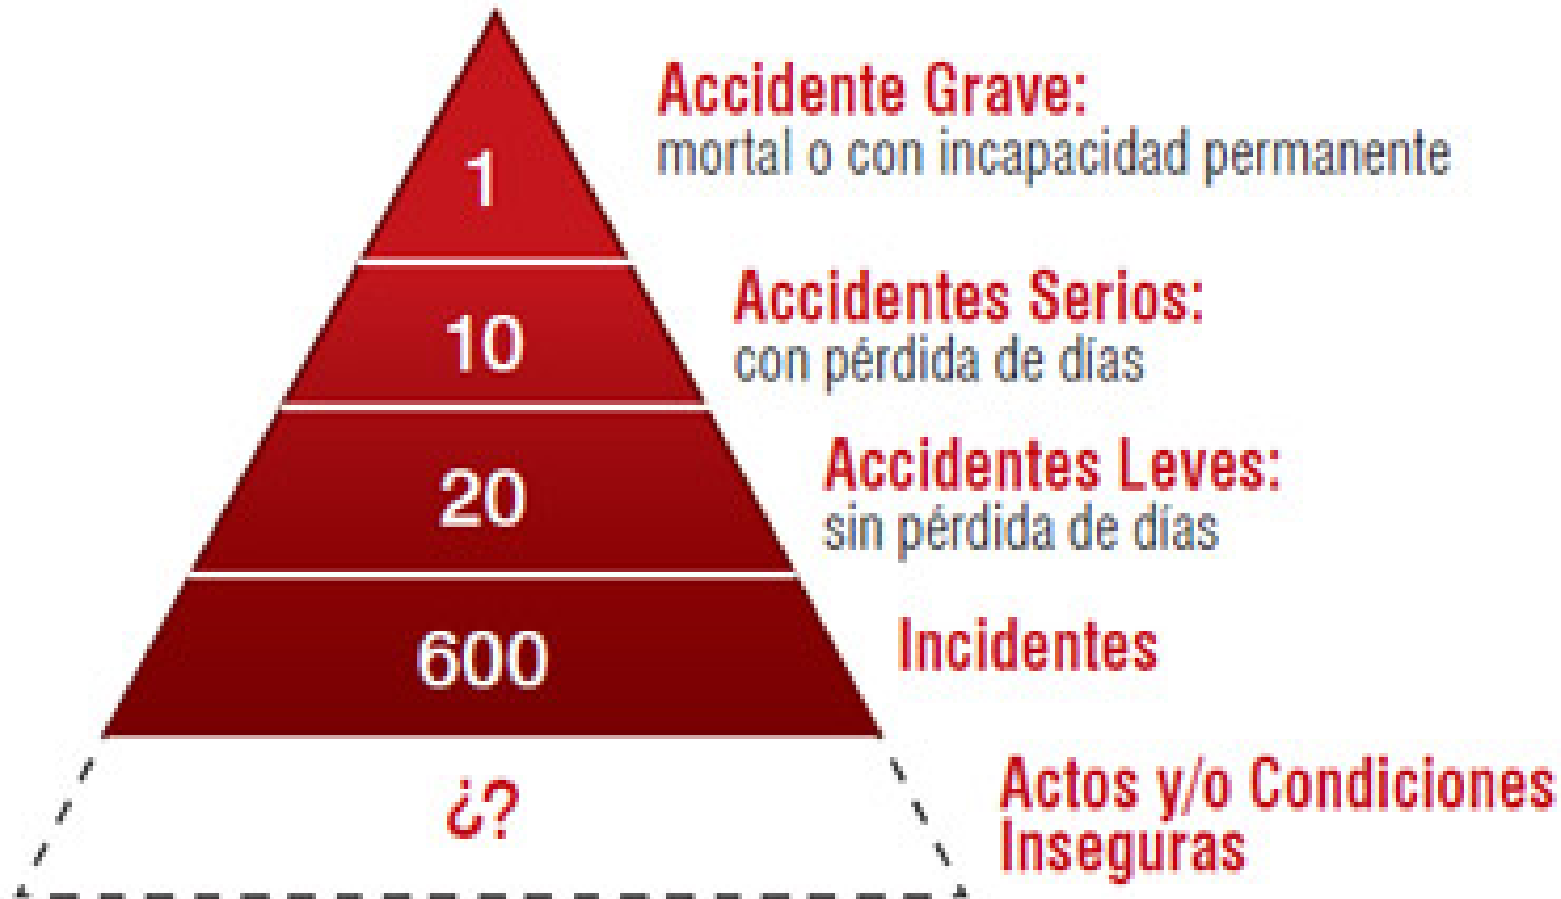 1
Accidente Grave:
mortal o con incapacidad permanente
10
Accidentes Serios:
con pérdida de días
20
Accidentes Leves:
sin pérdida de días
600
Incidentes
¿?
Actos y/o Condiciones
Inseguras